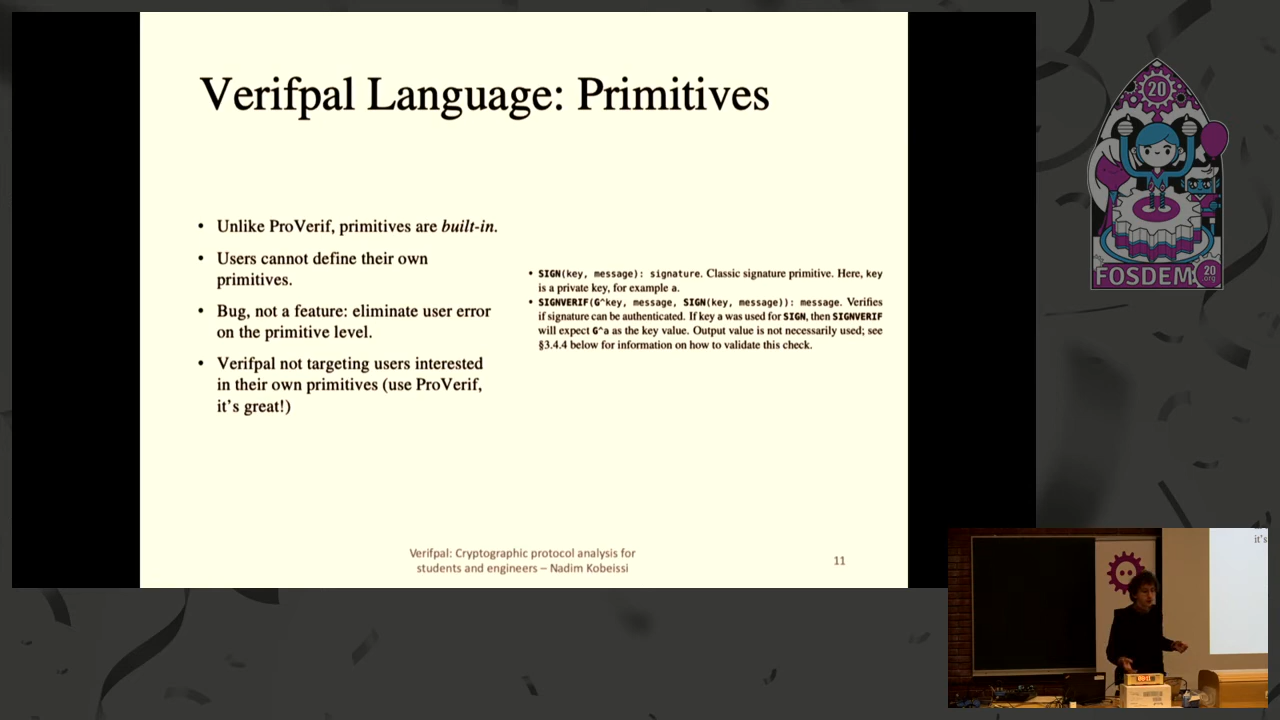 Verifpal Language: Primitives
• Unlike ProVerif, primitives are built-in.
• Users cannot define their own
primitives.
• Bug, not a feature: eliminate user error
on the primitive level.
• Verifpal not targeting users interested
in their own primitives (use ProVerif,
it's great!)
• SIGN(key, message): signature. Classic signature primitive. Here, key
is a private key, for example a.
• SIGNVERIF(G^key, message, SIGN(key, message)): message. Verifies
if signature can be authenticated. If key a was used for SIGN, then SIGNVERIF
will expect G^a as the key value. Output value is not necessarily used; see
§3.4.4 below for information on how to validate this check.
Verifpal: Cryptographic protocol analysis for
students and engineers – Nadim Kobeissi
11
20
FOSDEM
20
.org
it's